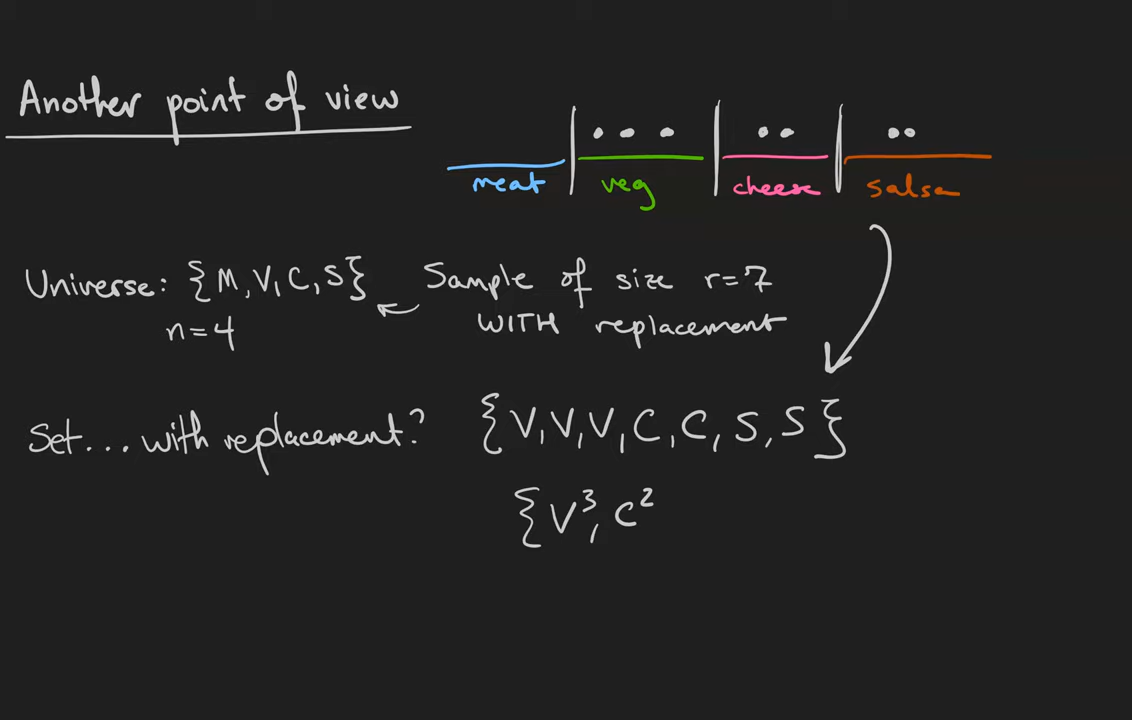 Another point of view
meat veg cheese salsa
Universe: {M,V,C,S} Sample of size r=7
n=4 WITH replacement
Set... with replacement? {V,V,V,C,C,S,S}
{V³,C²